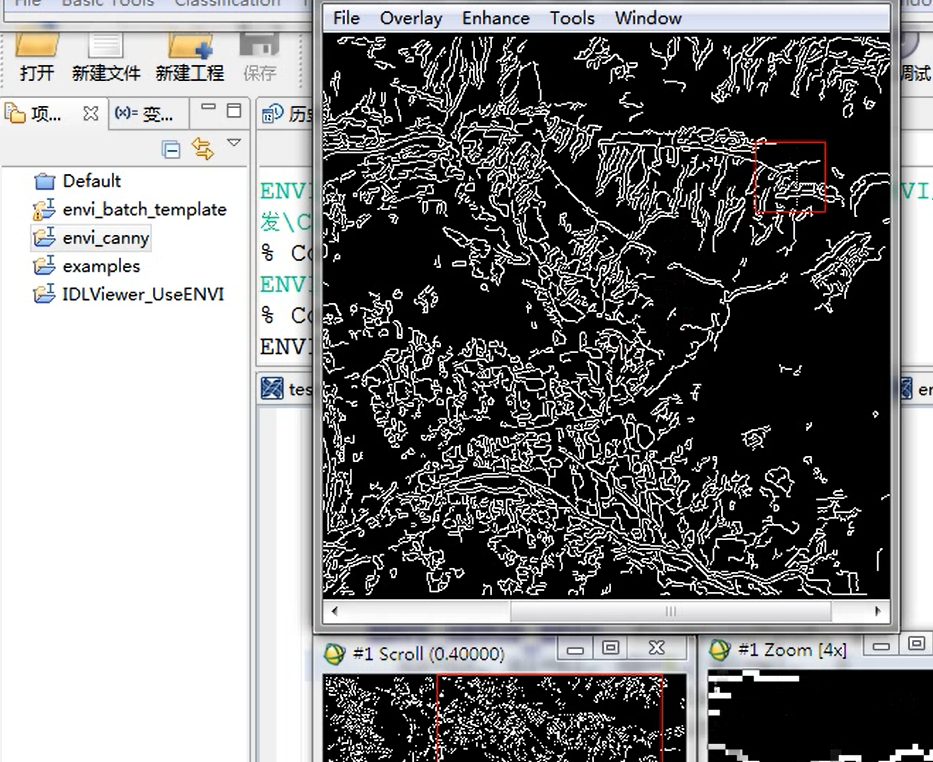 File Basic Tools Classification
File Overlay Enhance Tools Window
打开 新建文件 新建工程 保存
调试
项... (x)= 变...
历史
Default
envi_batch_template
envi_canny
examples
IDLViewer_UseENVI
ENVI
发\C
% Co
ENVI
% Co
ENVI
tes
er
#1 Scroll (0.40000)
#1 Zoom [4x]